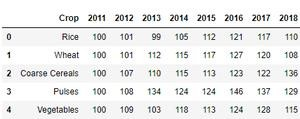 Crop 2011 2012 2013 2014 2015 2016 2017 2018
0 Rice 100 101 99 105 112 121 117 110
1 Wheat 100 101 112 115 117 127 120 108
2 Coarse Cereals 100 107 110 115 113 123 122 136
3 Pulses 100 108 134 124 124 146 137 129
4 Vegetables 100 109 103 118 113 124 128 115